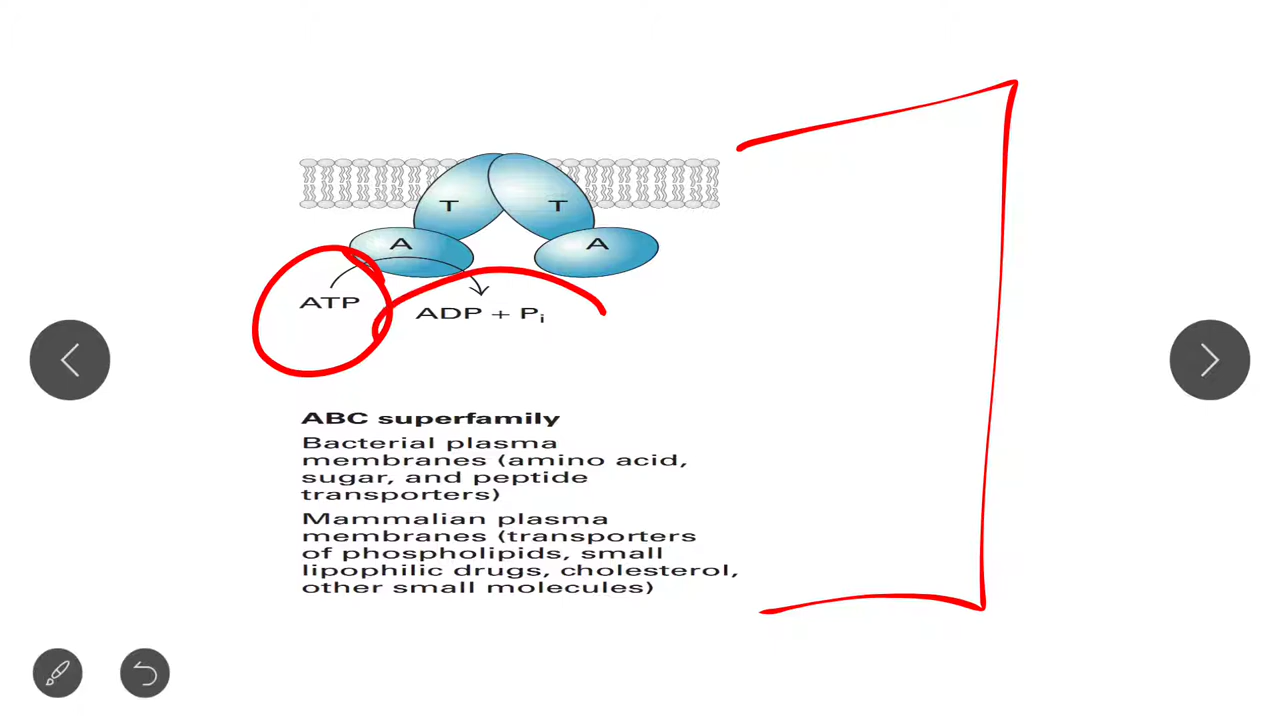 T T
A A
ATP
ADP + Pi
ABC superfamily
Bacterial plasma
membranes (amino acid,
sugar, and peptide
transporters)
Mammalian plasma
membranes (transporters
of phospholipids, small
lipophilic drugs, cholesterol,
other small molecules)